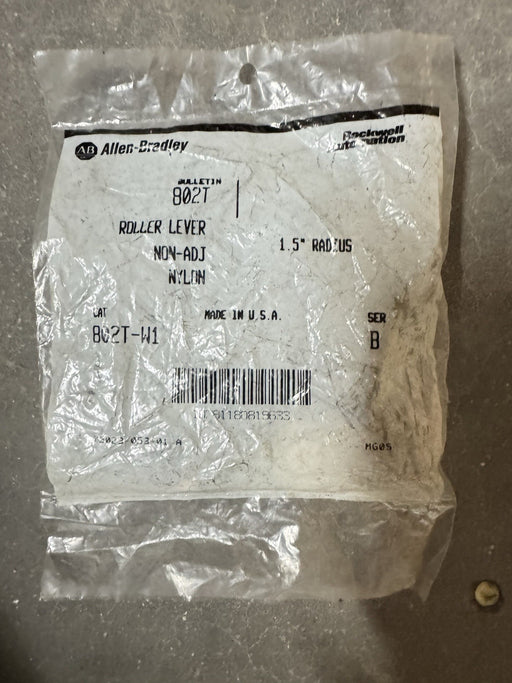 AB Allen-Bradley
Rockwell Automation
BULLETIN
802T
ROLLER LEVER
NON-ADJ
NYLON
1.5" RADIUS
CAT
802T-W1
MADE IN U.S.A.
SER
B
MG05